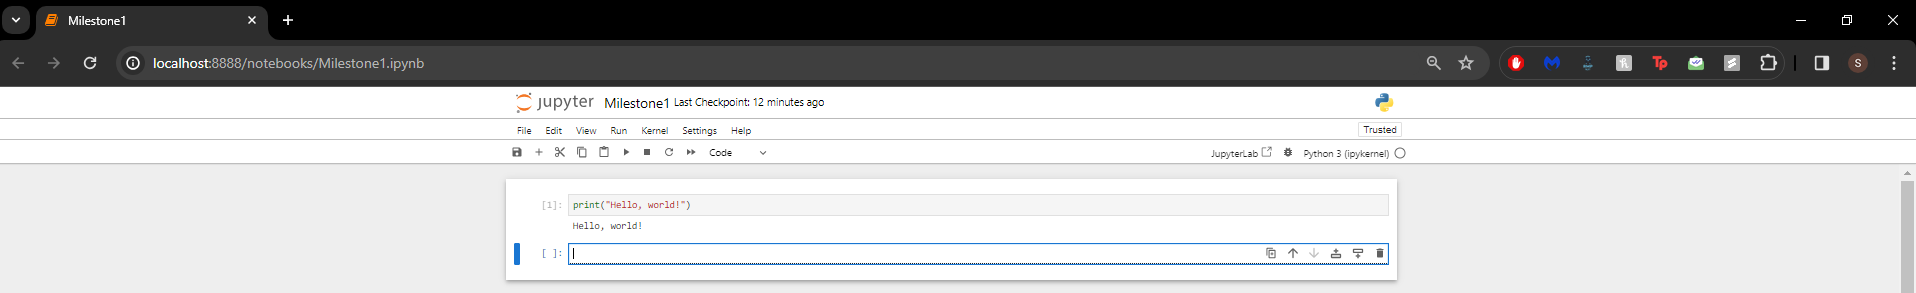 Milestone1
localhost:8888/notebooks/Milestone1.ipynb
Tp
S
jupyter Milestone1 Last Checkpoint: 12 minutes ago
File Edit View Run Kernel Settings Help
Trusted
Code
JupyterLab
Python 3 (ipykernel)
[1]: print("Hello, world!")
Hello, world!
[ ]: